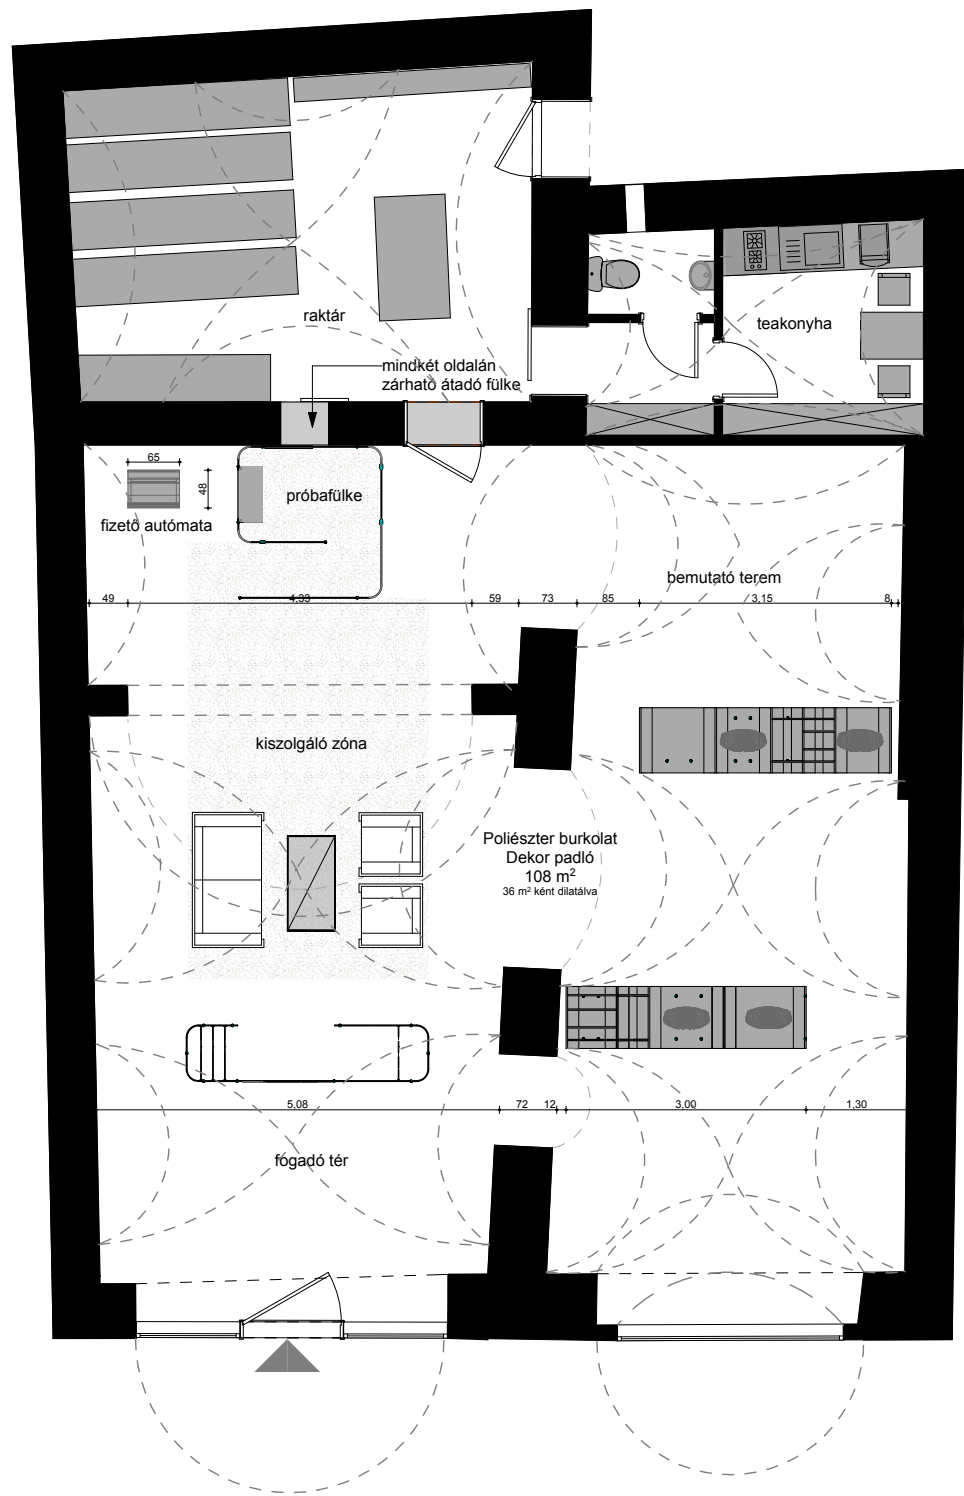 raktár
teakonyha
mindkét oldalán
zárható átadó fülke
65
48
próbafülke
fizető autómata
bemutató terem
49
4,33
59
73
85
3,15
8
kiszolgáló zóna
Poliészter burkolat
Dekor padló
108 m²
36 m² ként dilatálva
5,08
72
12
3,00
1,30
fogadó tér